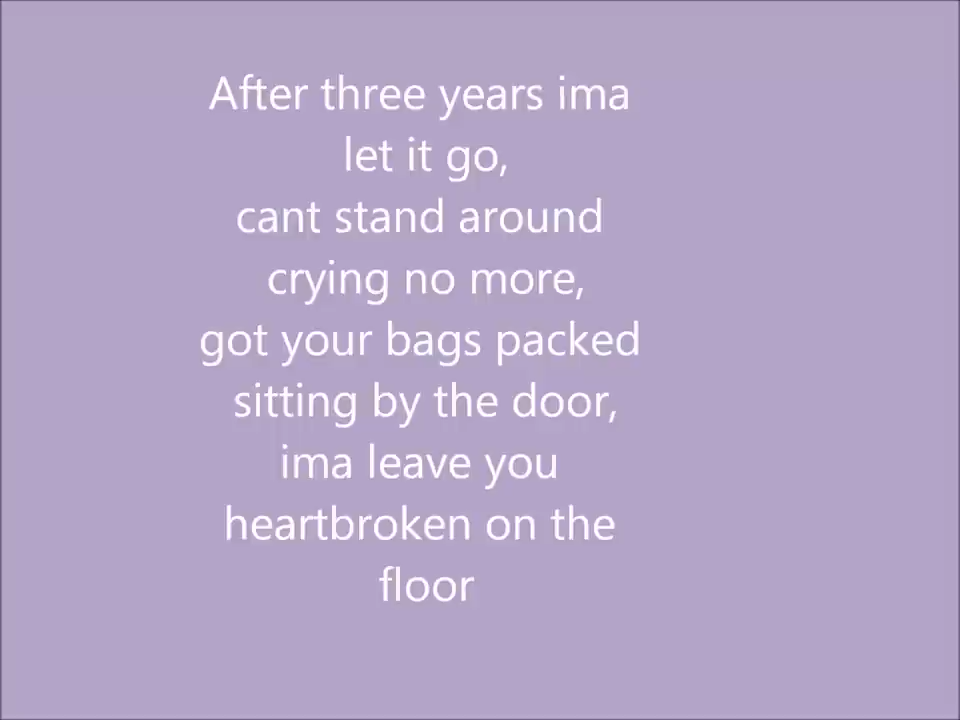 After three years ima
let it go,
cant stand around
crying no more,
got your bags packed
sitting by the door,
ima leave you
heartbroken on the
floor